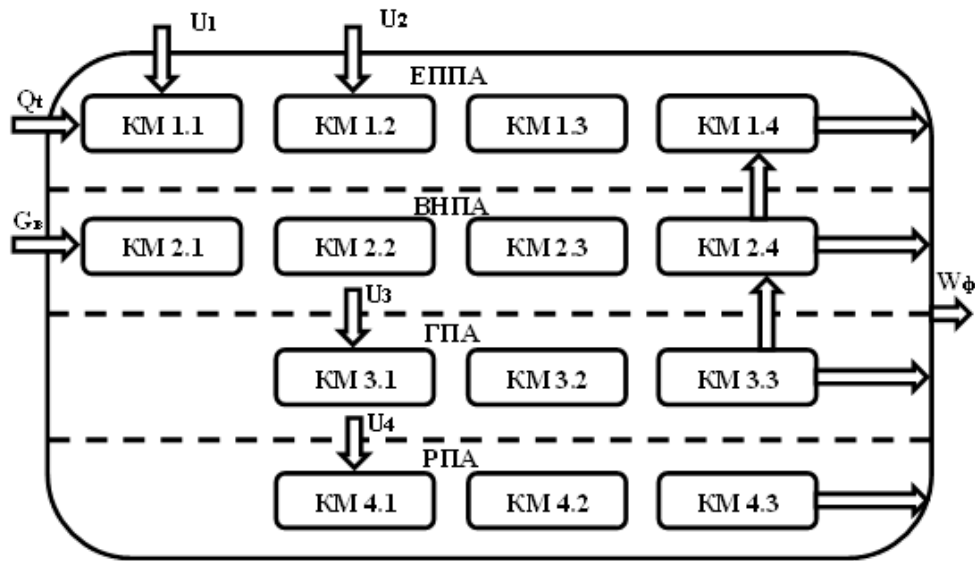 U1 U2
ЕППА
Qt
КМ 1.1 КМ 1.2 КМ 1.3 КМ 1.4
ВНПА
Gв
КМ 2.1 КМ 2.2 КМ 2.3 КМ 2.4
U3
Wф
ГПА
КМ 3.1 КМ 3.2 КМ 3.3
U4
РПА
КМ 4.1 КМ 4.2 КМ 4.3